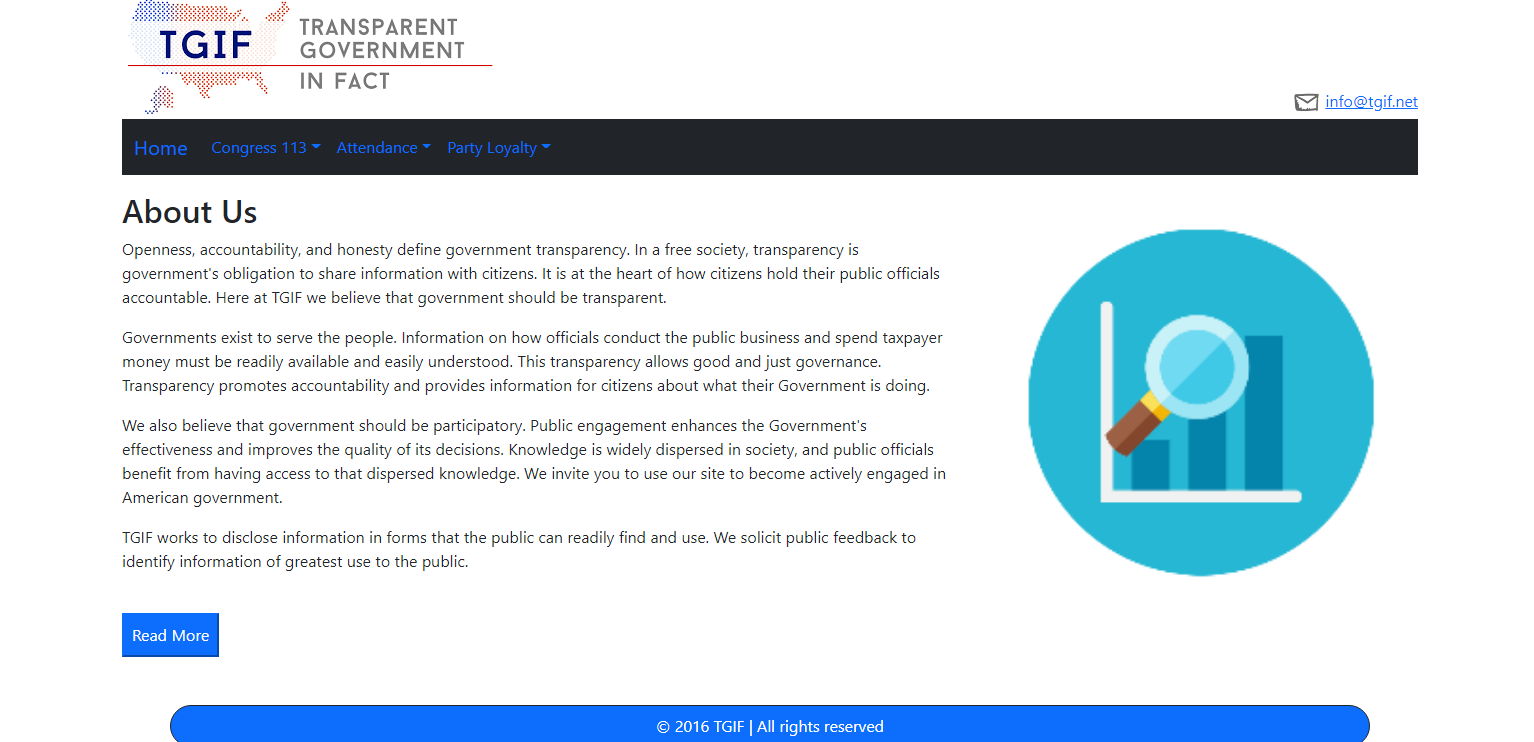 TGIF
TRANSPARENT
GOVERNMENT
IN FACT
info@tgif.net
Home Congress 113 Attendance Party Loyalty
About Us
Openness, accountability, and honesty define government transparency. In a free society, transparency is
government's obligation to share information with citizens. It is at the heart of how citizens hold their public officials
accountable. Here at TGIF we believe that government should be transparent.
Governments exist to serve the people. Information on how officials conduct the public business and spend taxpayer
money must be readily available and easily understood. This transparency allows good and just governance.
Transparency promotes accountability and provides information for citizens about what their Government is doing.
We also believe that government should be participatory. Public engagement enhances the Government's
effectiveness and improves the quality of its decisions. Knowledge is widely dispersed in society, and public officials
benefit from having access to that dispersed knowledge. We invite you to use our site to become actively engaged in
American government.
TGIF works to disclose information in forms that the public can readily find and use. We solicit public feedback to
identify information of greatest use to the public.
Read More
© 2016 TGIF | All rights reserved